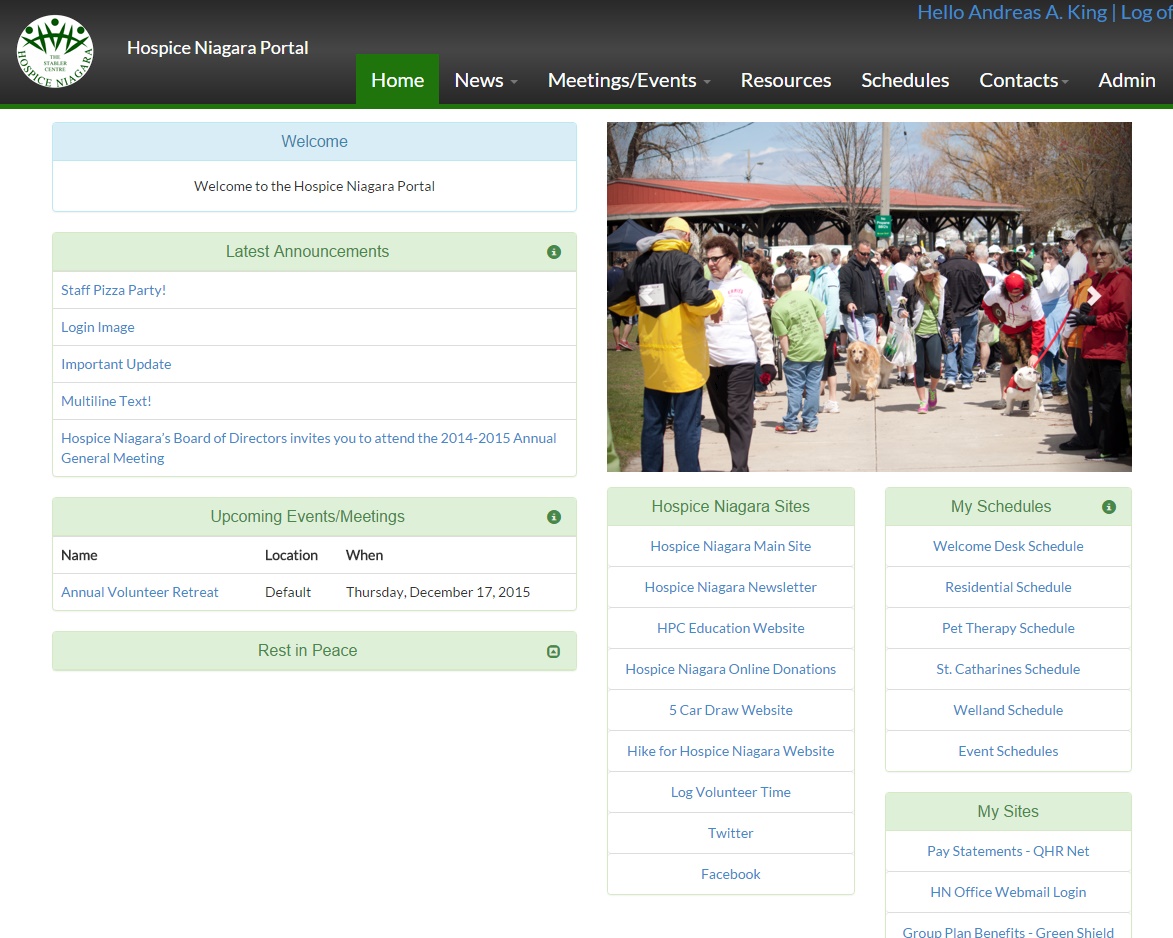 Hello Andreas A. King | Log of
HOSPICE NIAGARA
THE
STABLER
CENTRE
Hospice Niagara Portal
Home News Meetings/Events Resources Schedules Contacts Admin
Welcome
Welcome to the Hospice Niagara Portal
Latest Announcements
Staff Pizza Party!
Login Image
Important Update
Multiline Text!
Hospice Niagara's Board of Directors invites you to attend the 2014-2015 Annual
General Meeting
Upcoming Events/Meetings
Name Location When
Annual Volunteer Retreat Default Thursday, December 17, 2015
Rest in Peace
Hospice Niagara Sites
Hospice Niagara Main Site
Hospice Niagara Newsletter
HPC Education Website
Hospice Niagara Online Donations
5 Car Draw Website
Hike for Hospice Niagara Website
Log Volunteer Time
Twitter
Facebook
My Schedules
Welcome Desk Schedule
Residential Schedule
Pet Therapy Schedule
St. Catharines Schedule
Welland Schedule
Event Schedules
My Sites
Pay Statements - QHR Net
HN Office Webmail Login
Group Plan Benefits - Green Shield